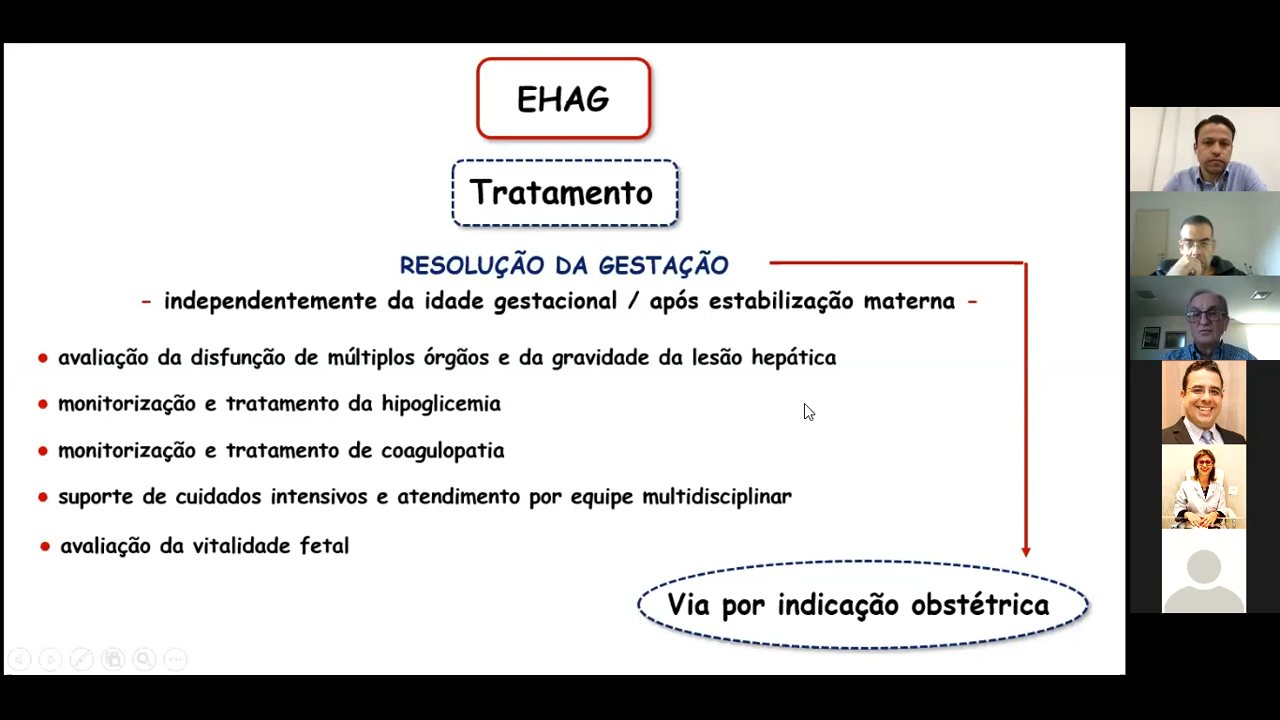 EHAG
Tratamento
RESOLUÇÃO DA GESTAÇÃO
- independentemente da idade gestacional / após estabilização materna -
• avaliação da disfunção de múltiplos órgãos e da gravidade da lesão hepática
• monitorização e tratamento da hipoglicemia
• monitorização e tratamento de coagulopatia
• suporte de cuidados intensivos e atendimento por equipe multidisciplinar
• avaliação da vitalidade fetal
Via por indicação obstétrica